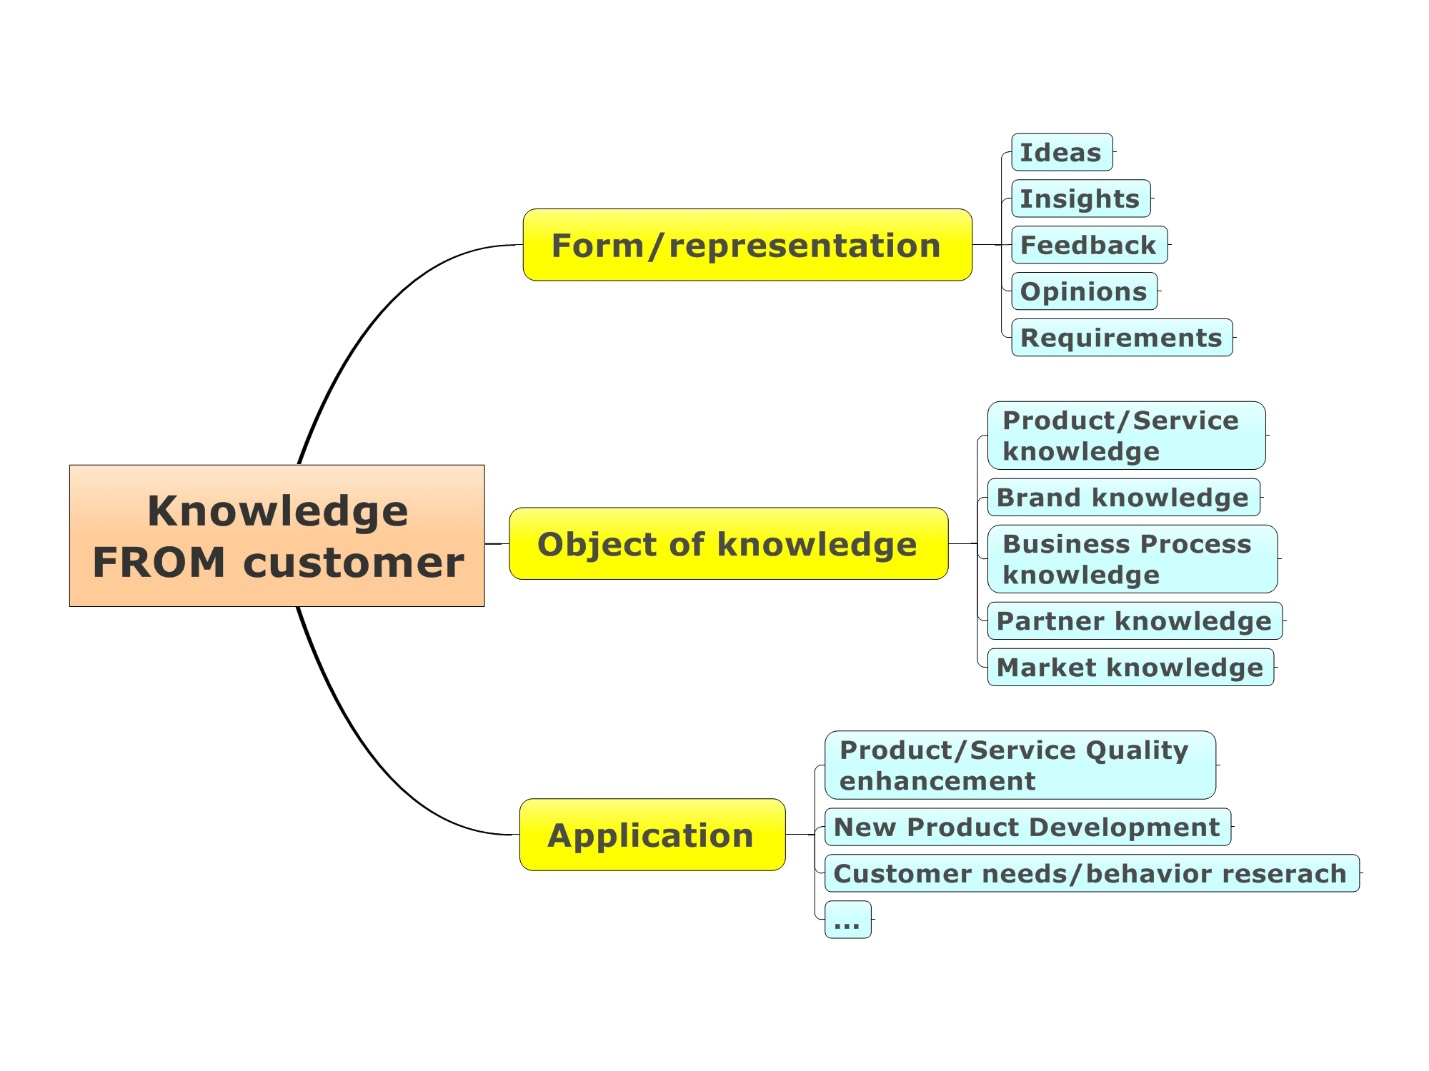 Knowledge
FROM customer
Form/representation
Ideas
Insights
Feedback
Opinions
Requirements
Object of knowledge
Product/Service
knowledge
Brand knowledge
Business Process
knowledge
Partner knowledge
Market knowledge
Application
Product/Service Quality
enhancement
New Product Development
Customer needs/behavior reserach
...